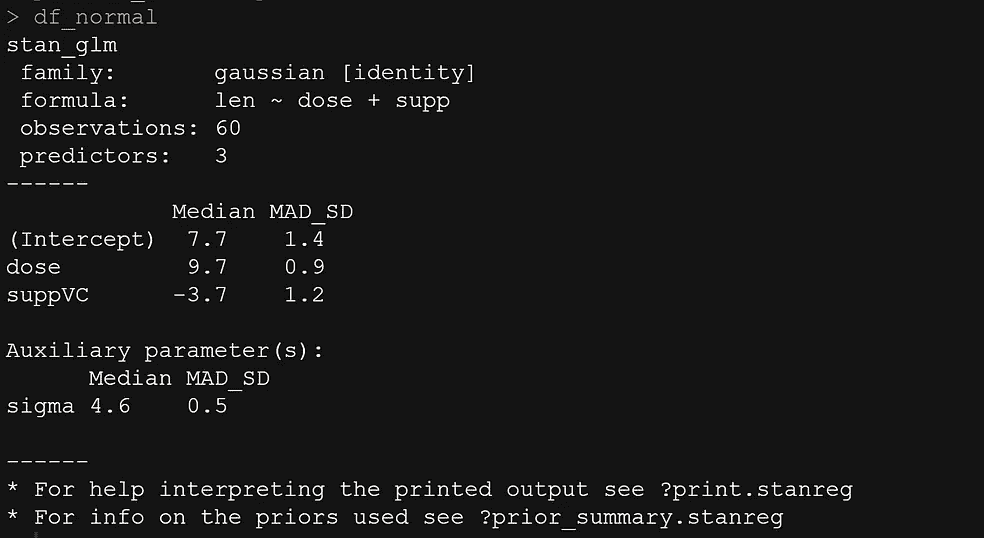 > df_normal
stan_glm
 family:       gaussian [identity]
 formula:      len ~ dose + supp
 observations: 60
 predictors:   3
------
            Median MAD_SD
(Intercept)  7.7    1.4
dose         9.7    0.9
suppVC      -3.7    1.2

Auxiliary parameter(s):
      Median MAD_SD
sigma 4.6    0.5

------
* For help interpreting the printed output see ?print.stanreg
* For info on the priors used see ?prior_summary.stanreg